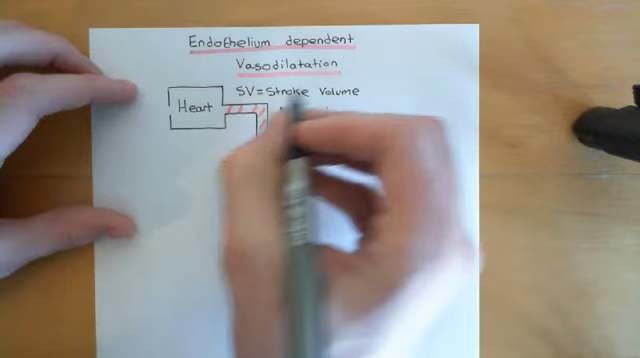 Endothelium dependent
Vasodilatation
SV = Stroke Volume
Heart